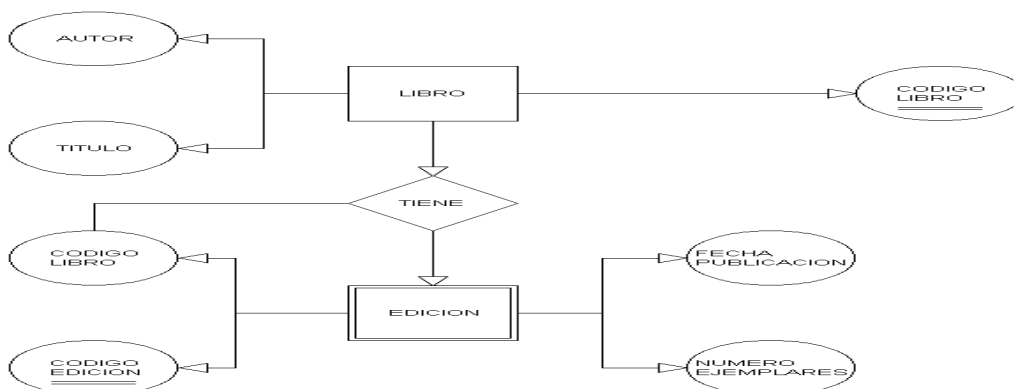 AUTOR
LIBRO
CODIGO
LIBRO
TITULO
TIENE
CODIGO
LIBRO
FECHA
PUBLICACION
EDICION
CODIGO
EDICION
NUMERO
EJEMPLARES